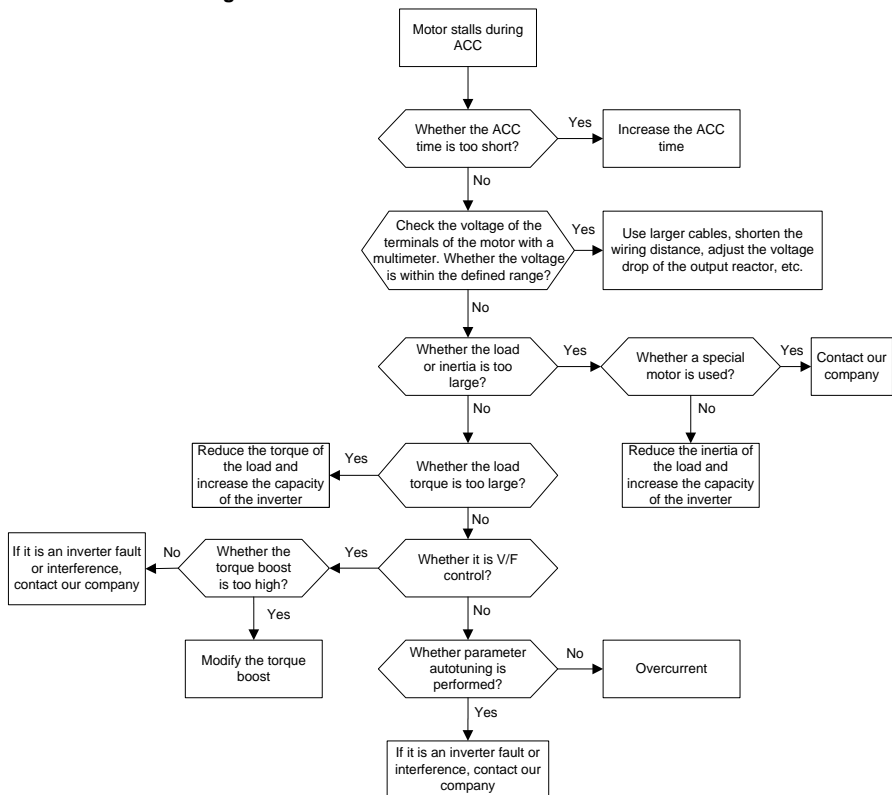 Motor stalls during
ACC
Whether the ACC
time is too short?
Yes
Increase the ACC
time
No
Check the voltage of the
terminals of the motor with a
multimeter. Whether the voltage
is within the defined range?
Yes
Use larger cables, shorten the
wiring distance, adjust the voltage
drop of the output reactor, etc.
No
Whether the load
or inertia is too
large?
Yes
Whether a special
motor is used?
Yes
Contact our
company
No
No
Reduce the torque of
the load and
increase the capacity
of the inverter
Yes
Whether the load
torque is too large?
Reduce the inertia of
the load and
increase the capacity
of the inverter
No
If it is an inverter fault
or interference,
contact our company
No
Whether the
torque boost
is too high?
Yes
Whether it is V/F
control?
Yes
No
Modify the torque
boost
Whether parameter
autotuning is
performed?
No
Overcurrent
Yes
If it is an inverter fault or
interference, contact our
company